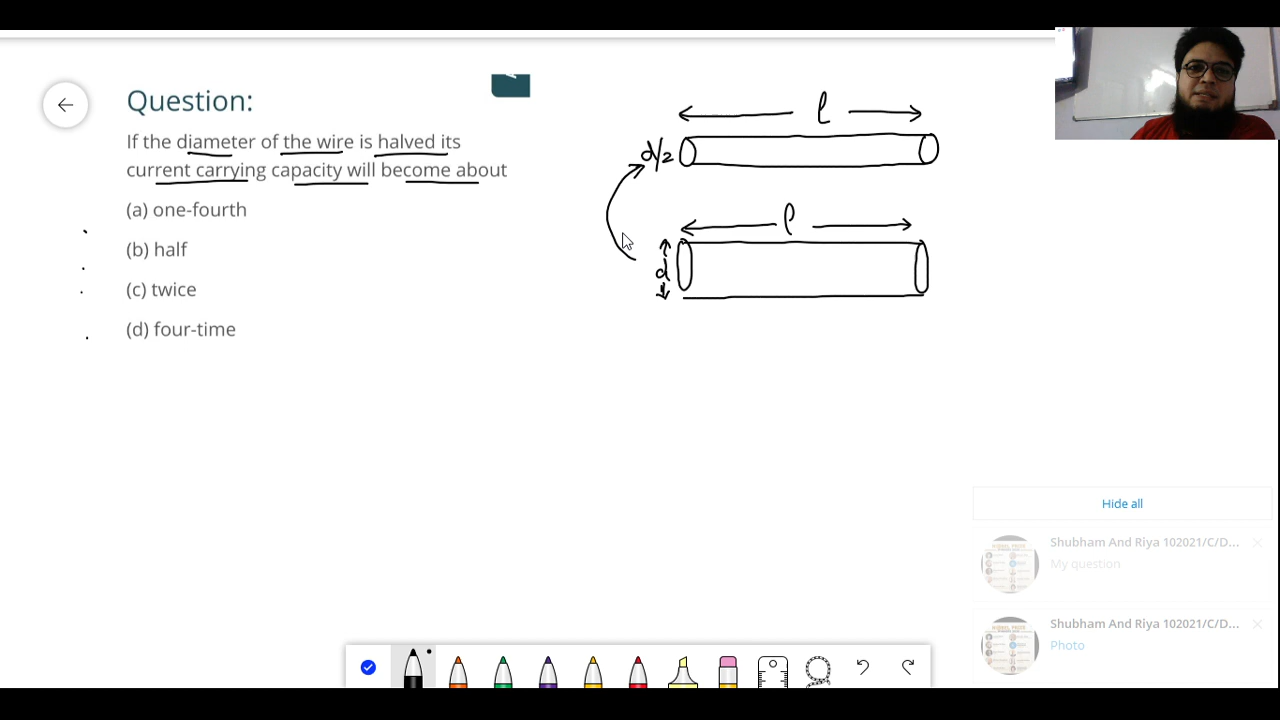 Question:
If the diameter of the wire is halved its
current carrying capacity will become about
(a) one-fourth
(b) half
(c) twice
(d) four-time
l
d/2
l
d
Hide all
Shubham And Riya 102021/C/D...
My question
Shubham And Riya 102021/C/D...
Photo